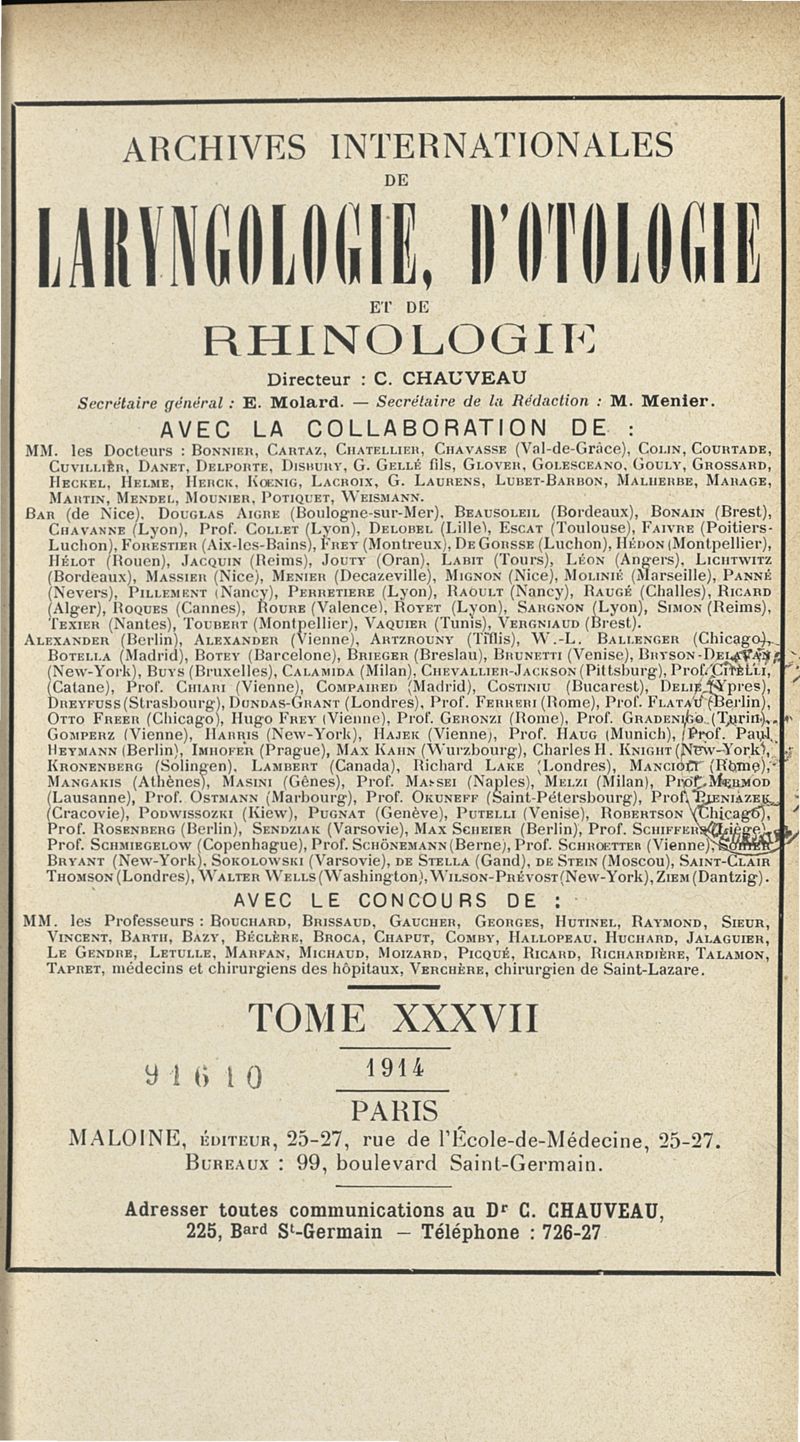 ARCHIVES INTERNATIONALES
DE
LARYNGOLOGIE, D'OTOLOGIE
ET DE
RHINOLOGIE
Directeur : C. CHAUVEAU
Secrétaire général : E. Molard. — Secrétaire de la Rédaction : M. Menier.
AVEC LA COLLABORATION DE :
MM. les Docteurs : BONNIER, CARTAZ, CHATELLIER, CHAVASSE (Val-de-Grâce), COLIN, COURTADE,
CUVILLIER, DANET, DELPORTE, DISBURY, G. GELLÉ fils, GLOVER, GOLESCEANO, GOULY, GROSSARD,
HECKEL, HELME, HERCK, KŒNIG, LACROIX, G. LAURENS, LUBET-BARBON, MALHERBE, MARAGE,
MARTIN, MENDEL, MOUNIER, POTIQUET, WEISMANN.
BAR (de Nice), DOUGLAS AIGRE (Boulogne-sur-Mer), BEAUSOLEIL (Bordeaux), BONAIN (Brest),
CHAVANNE (Lyon), Prof. COLLET (Lyon), DELOBEL (Lille), ESCAT (Toulouse), FAIVRE (Poitiers-
Luchon), FORESTIER (Aix-les-Bains), FREY (Montreux), DE GORSSE (Luchon), HÉDON (Montpellier),
HÉLOT (Rouen), JACQUIN (Reims), JOUTY (Oran), LABIT (Tours), LÉON (Angers), LICHTWITZ
(Bordeaux), MASSIER (Nice), MENIER (Decazeville), MIGNON (Nice), MOLINIÉ (Marseille), PANNÉ
(Nevers), PILLEMENT (Nancy), PERRETIERE (Lyon), RAOULT (Nancy), RAUGÉ (Challes), RICARD
(Alger), ROQUES (Cannes), ROURE (Valence), ROYET (Lyon), SARGNON (Lyon), SIMON (Reims),
TEXIER (Nantes), TOUBERT (Montpellier), VAQUIER (Tunis), VERGNIAUD (Brest).
ALEXANDER (Berlin), ALEXANDER (Vienne), ARTZROUNY (Tiflis), W.-L. BALLENGER (Chicago),
BOTELLA (Madrid), BOTEY (Barcelone), BRIEGER (Breslau), BRUNETTI (Venise), BRYSON-DELAVAN
(New-York), BUYS (Bruxelles), CALAMIDA (Milan), CHEVALLIER-JACKSON (Pittsburg), Prof. CITELLI,
(Catane), Prof. CHIARI (Vienne), COMPAIRED (Madrid), COSTINIU (Bucarest), DELIE (Ypres),
DREYFUSS (Strasbourg), DUNDAS-GRANT (Londres), Prof. FERRERI (Rome), Prof. FLATAU (Berlin),
OTTO FREER (Chicago), Hugo FREY (Vienne), Prof. GERONZI (Rome), Prof. GRADENIGO (Turin),
GOMPERZ (Vienne), HARRIS (New-York), HAJEK (Vienne), Prof. HAUG (Munich), Prof. Paul
HEYMANN (Berlin), IMHOFER (Prague), MAX KAHN (Wurzbourg), Charles H. KNIGHT (New-York),
KRONENBERG (Solingen), LAMBERT (Canada), Richard LAKE (Londres), MANCIOLI (Rome),
MANGAKIS (Athènes), MASINI (Gênes), Prof. MASSEI (Naples), MELZI (Milan), Prof. MERMOD
(Lausanne), Prof. OSTMANN (Marbourg), Prof. OKUNEFF (Saint-Pétersbourg), Prof. PIENIAZEK
(Cracovie), PODWISSOZKI (Kiew), PUGNAT (Genève), PUTELLI (Venise), ROBERTSON (Chicago),
Prof. ROSENBERG (Berlin), SENDZIAK (Varsovie), MAX SCHEIER (Berlin), Prof. SCHIFFERS (Liège),
Prof. SCHMIEGELOW (Copenhague), Prof. SCHÖNEMANN (Berne), Prof. SCHROETTER (Vienne),
BRYANT (New-York), SOKOLOWSKI (Varsovie), DE STELLA (Gand), DE STEIN (Moscou), SAINT-CLAIR
THOMSON (Londres), WALTER WELLS (Washington), WILSON-PRÉVOST (New-York), ZIEM (Dantzig).
AVEC LE CONCOURS DE :
MM. les Professeurs : BOUCHARD, BRISSAUD, GAUCHER, GEORGES, HUTINEL, RAYMOND, SIEUR,
VINCENT, BARTH, BAZY, BÉCLÈRE, BROCA, CHAPUT, COMBY, HALLOPEAU, HUCHARD, JALAGUIER,
LE GENDRE, LETULLE, MARFAN, MICHAUD, MOIZARD, PICQUÉ, RICARD, RICHARDIÈRE, TALAMON,
TAPRET, médecins et chirurgiens des hôpitaux, VERCHÈRE, chirurgien de Saint-Lazare.
TOME XXXVII
1914
91610
PARIS
MALOINE, ÉDITEUR, 25-27, rue de l'École-de-Médecine, 25-27.
BUREAUX : 99, boulevard Saint-Germain.
Adresser toutes communications au Dr C. CHAUVEAU,
225, Bard St-Germain — Téléphone : 726-27